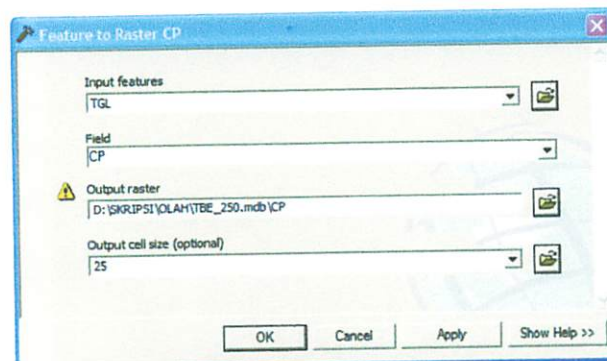 Feature to Raster CP
Input features
TGL
Field
CP
Output raster
D:\SKRIPSI\OLAH\TBE_250.mdb\CP
Output cell size (optional)
25
OK
Cancel
Apply
Show Help >>